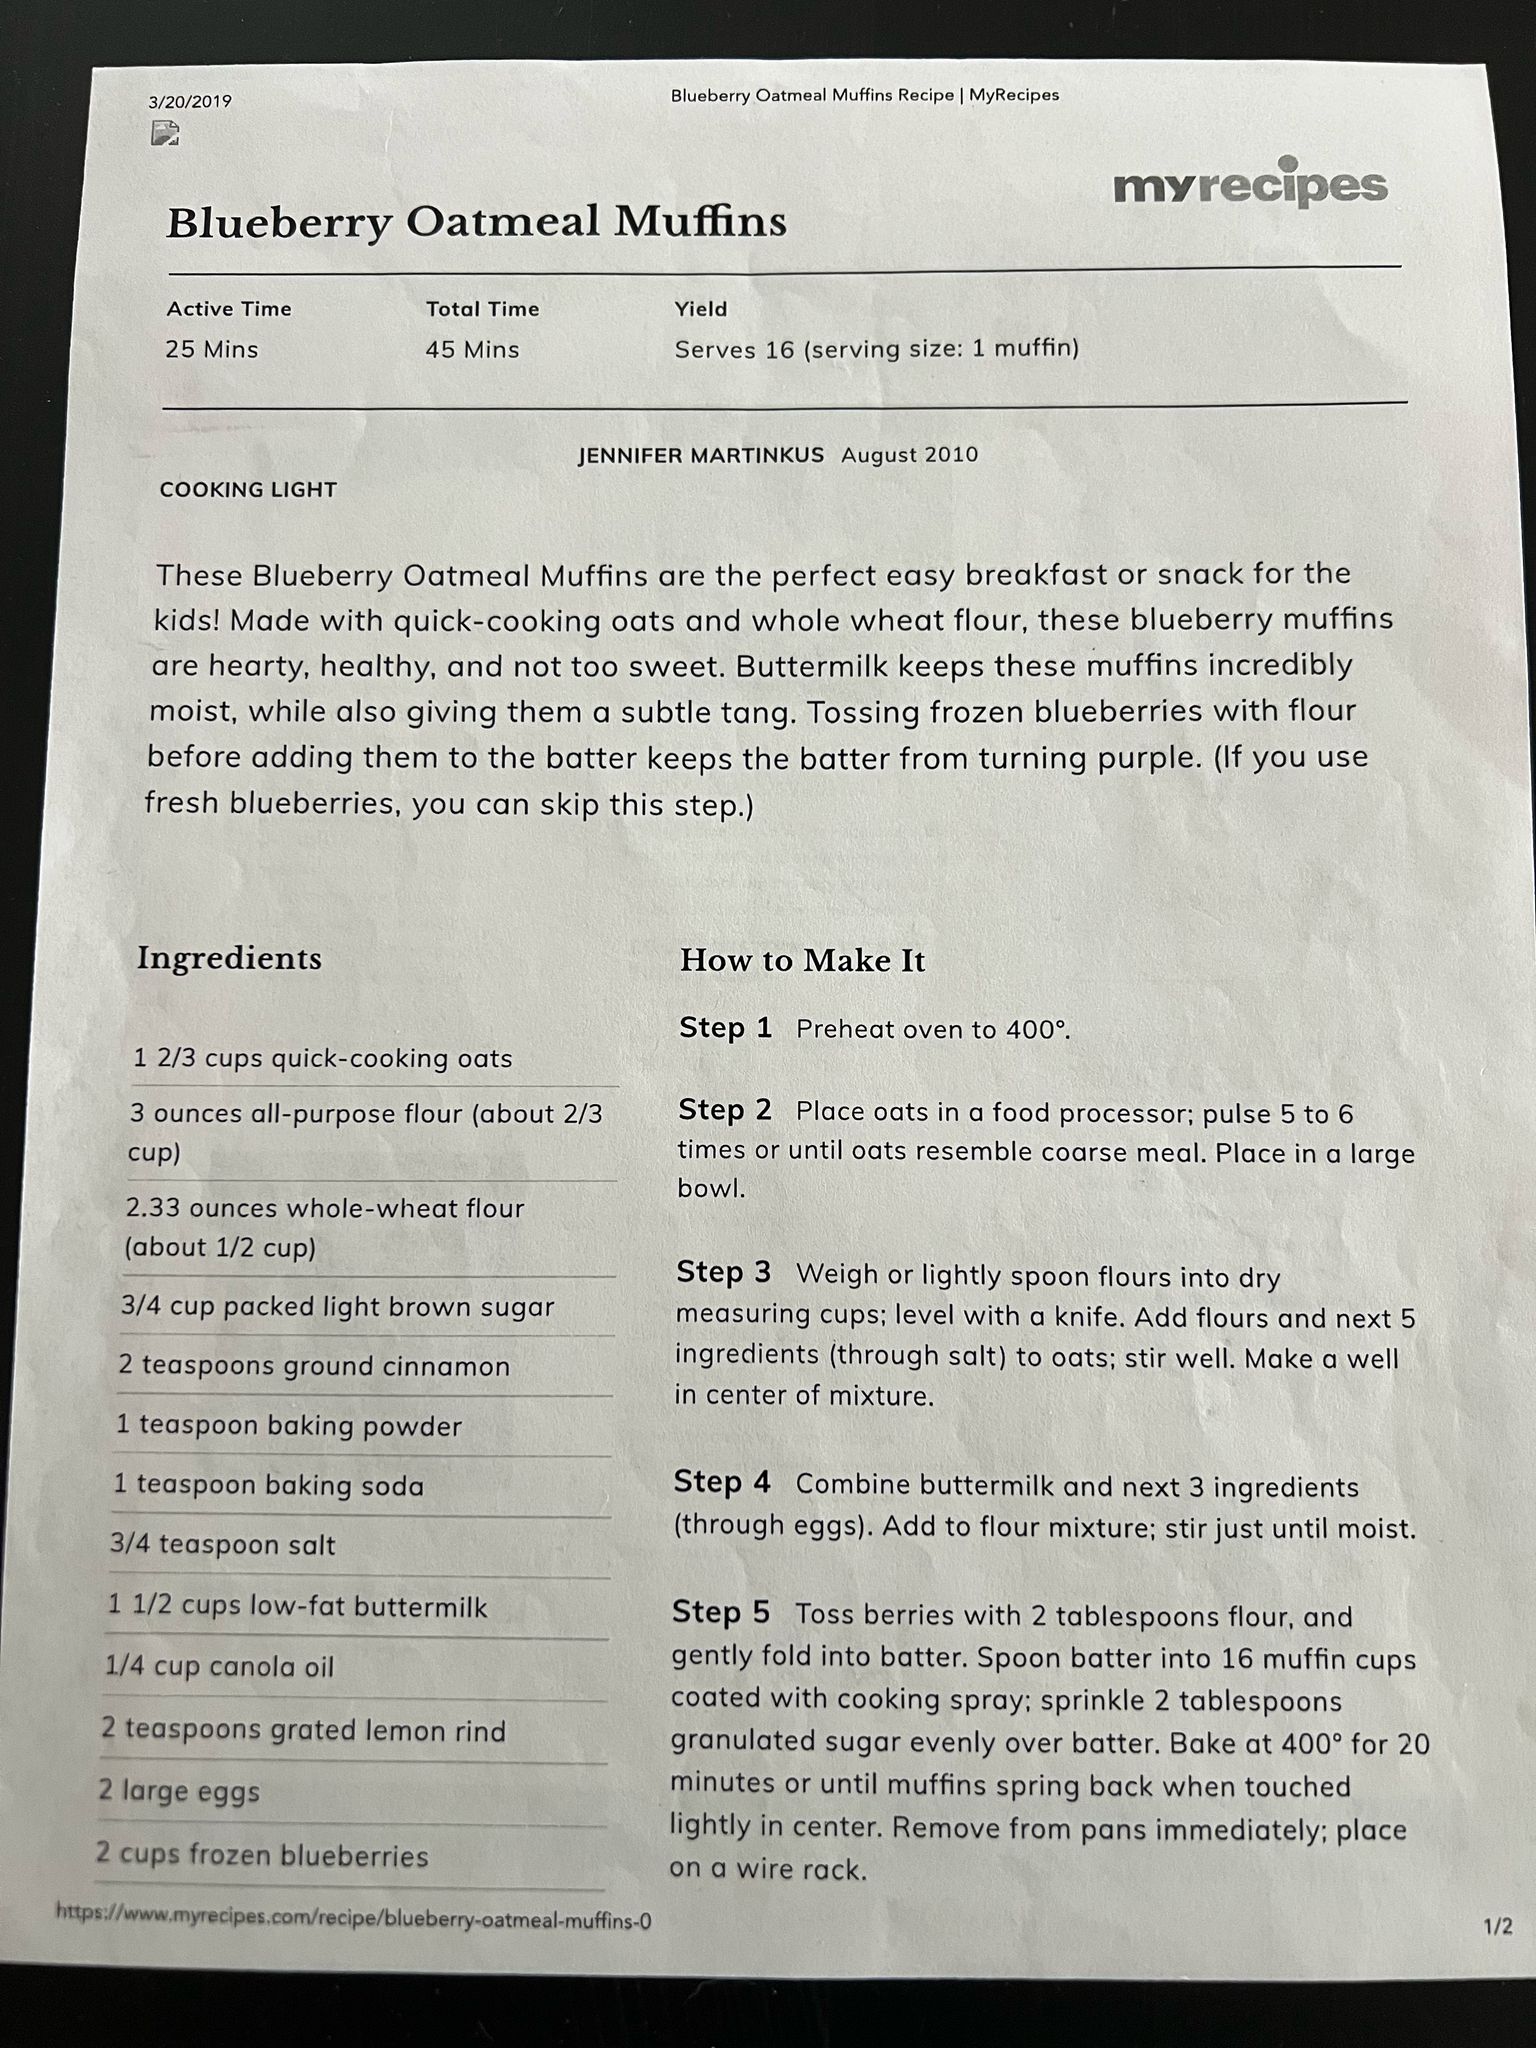 3/20/2019
Blueberry Oatmeal Muffins Recipe | MyRecipes
myrecipes
Blueberry Oatmeal Muffins
Active Time
25 Mins
Total Time
45 Mins
Yield
Serves 16 (serving size: 1 muffin)
JENNIFER MARTINKUS August 2010
COOKING LIGHT
These Blueberry Oatmeal Muffins are the perfect easy breakfast or snack for the
kids! Made with quick-cooking oats and whole wheat flour, these blueberry muffins
are hearty, healthy, and not too sweet. Buttermilk keeps these muffins incredibly
moist, while also giving them a subtle tang. Tossing frozen blueberries with flour
before adding them to the batter keeps the batter from turning purple. (If you use
fresh blueberries, you can skip this step.)
Ingredients
1 2/3 cups quick-cooking oats
3 ounces all-purpose flour (about 2/3
cup)
2.33 ounces whole-wheat flour
(about 1/2 cup)
3/4 cup packed light brown sugar
2 teaspoons ground cinnamon
1 teaspoon baking powder
1 teaspoon baking soda
3/4 teaspoon salt
1 1/2 cups low-fat buttermilk
1/4 cup canola oil
2 teaspoons grated lemon rind
2 large eggs
2 cups frozen blueberries
How to Make It
Step 1 Preheat oven to 400°.
Step 2 Place oats in a food processor; pulse 5 to 6
times or until oats resemble coarse meal. Place in a large
bowl.
Step 3 Weigh or lightly spoon flours into dry
measuring cups; level with a knife. Add flours and next 5
ingredients (through salt) to oats; stir well. Make a well
in center of mixture.
Step 4 Combine buttermilk and next 3 ingredients
(through eggs). Add to flour mixture; stir just until moist.
Step 5 Toss berries with 2 tablespoons flour, and
gently fold into batter. Spoon batter into 16 muffin cups
coated with cooking spray; sprinkle 2 tablespoons
granulated sugar evenly over batter. Bake at 400° for 20
minutes or until muffins spring back when touched
lightly in center. Remove from pans immediately; place
on a wire rack.
https://www.myrecipes.com/recipe/blueberry-oatmeal-muffins-0
1/2